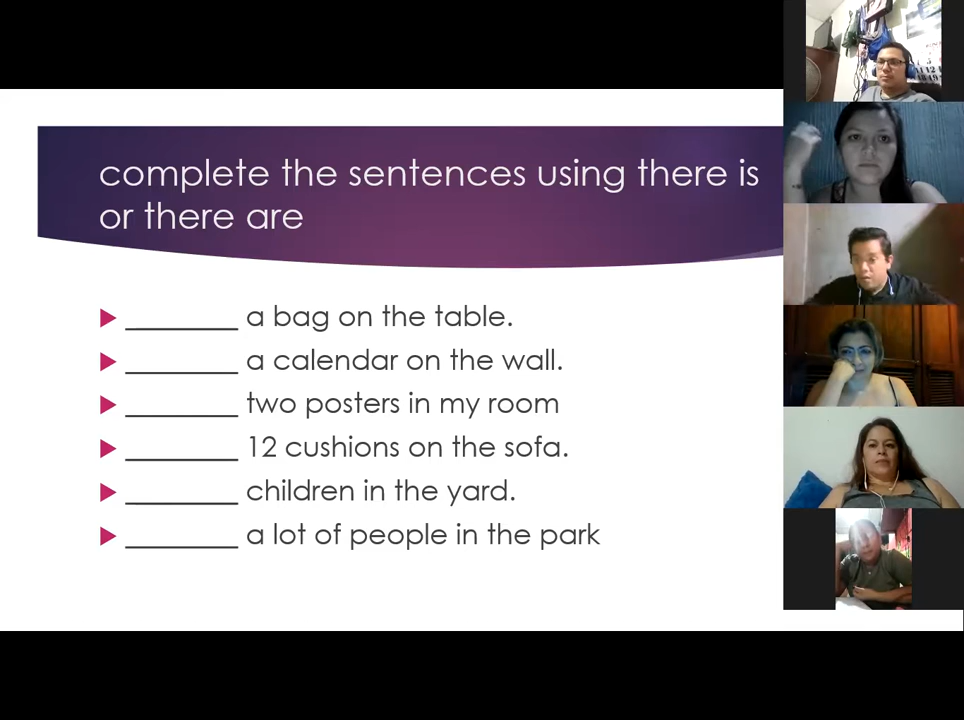 complete the sentences using there is
or there are
________ a bag on the table.
________ a calendar on the wall.
________ two posters in my room
________ 12 cushions on the sofa.
________ children in the yard.
________ a lot of people in the park